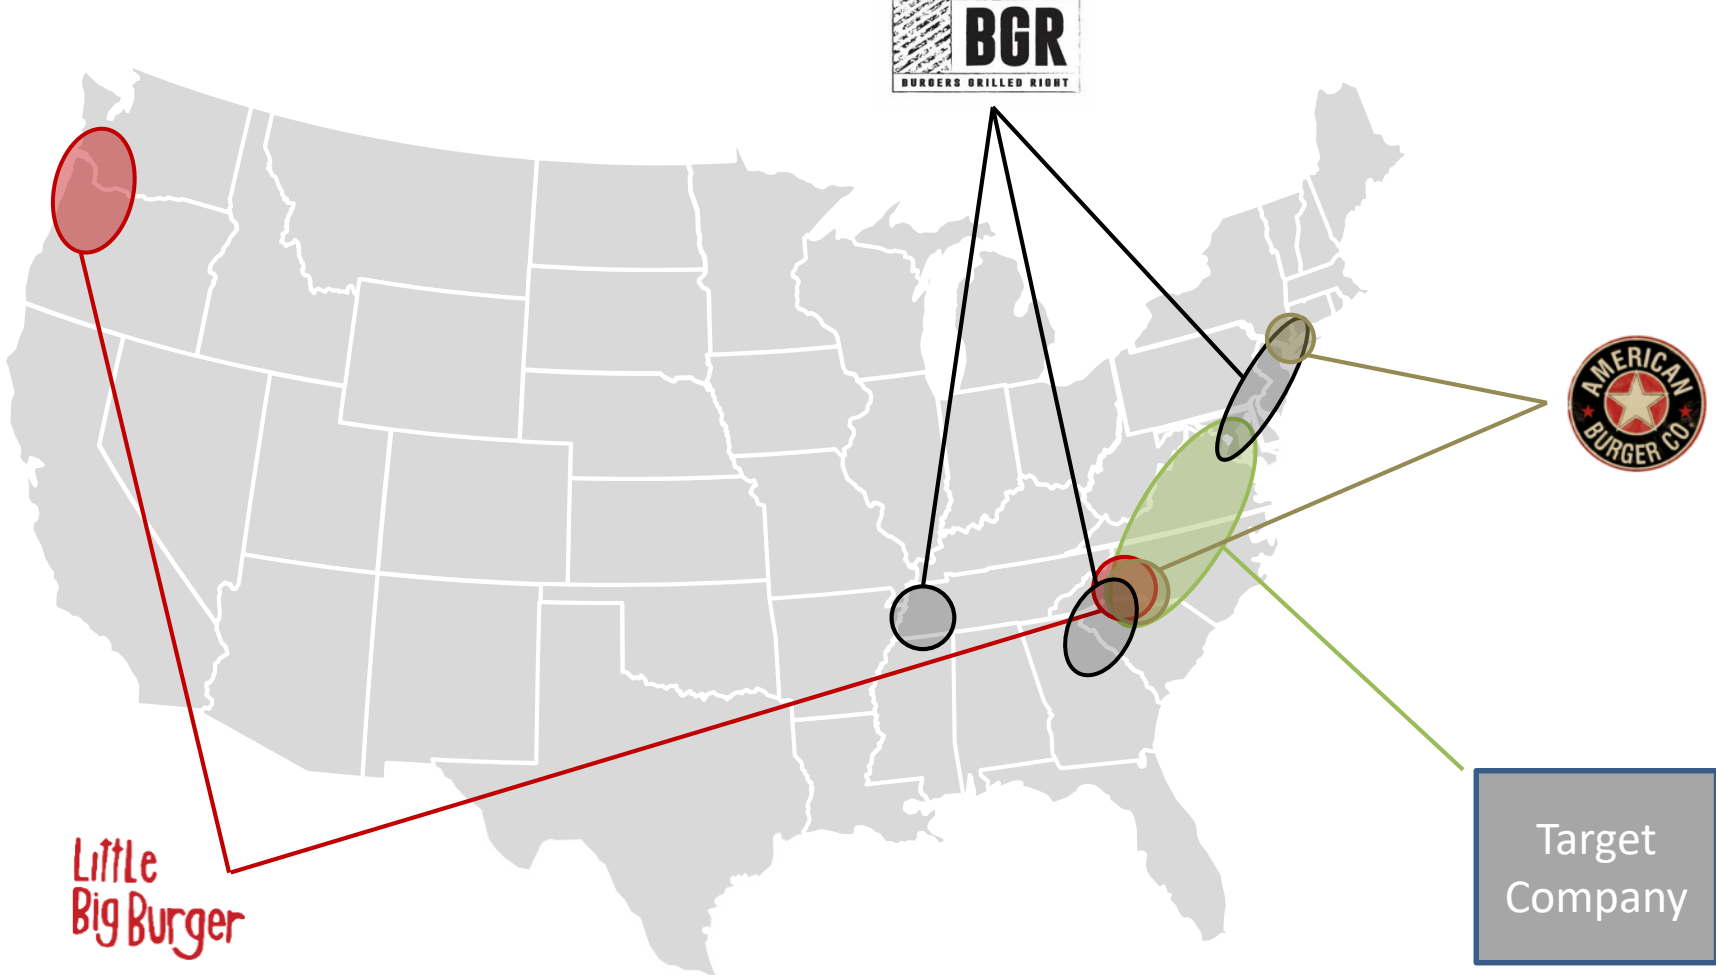 BGR
BURGERS GRILLED RIGHT
AMERICAN
BURGER CO.
Little
Big Burger
Target
Company